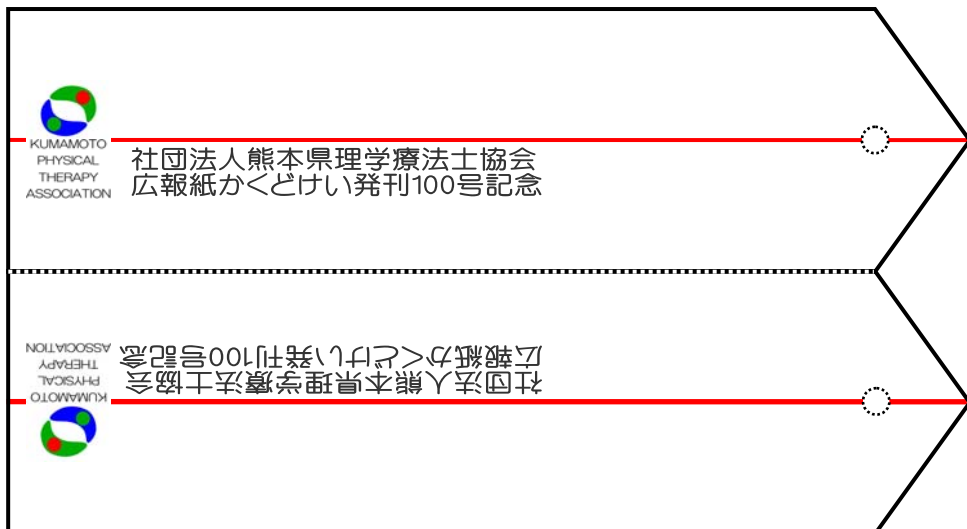 KUMAMOTO
PHYSICAL
THERAPY
ASSOCIATION
社団法人熊本県理学療法士協会
広報紙かくどけい発刊100号記念
社団法人熊本県理学療法士協会
広報紙かくどけい発刊100号記念
KUMAMOTO
PHYSICAL
THERAPY
ASSOCIATION